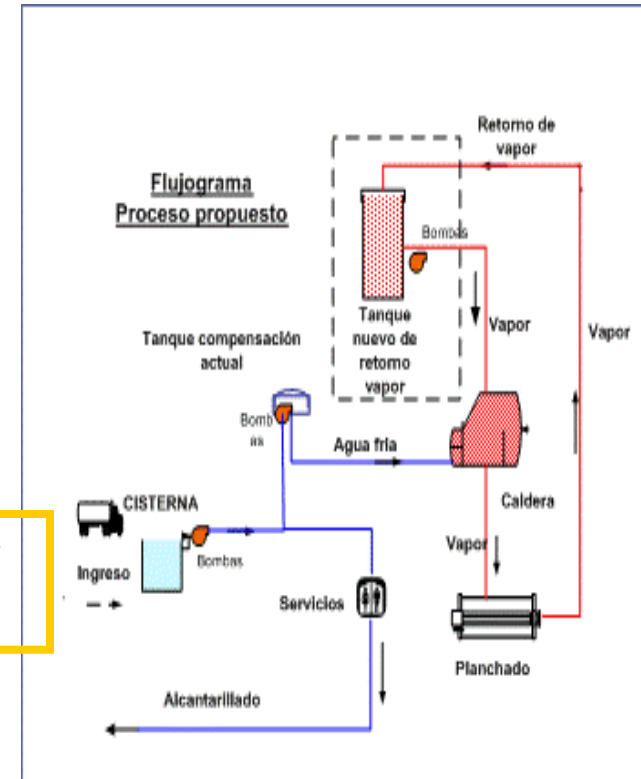 Retorno de
vapor
Flujograma
Proceso propuesto
Bombas
Tanque
nuevo de
retorno
vapor
Vapor
Vapor
Tanque compensación
actual
Bomb
as
Agua fria
CISTERNA
Caldera
Ingreso
Bombas
Vapor
Servicios
Planchado
Alcantarillado